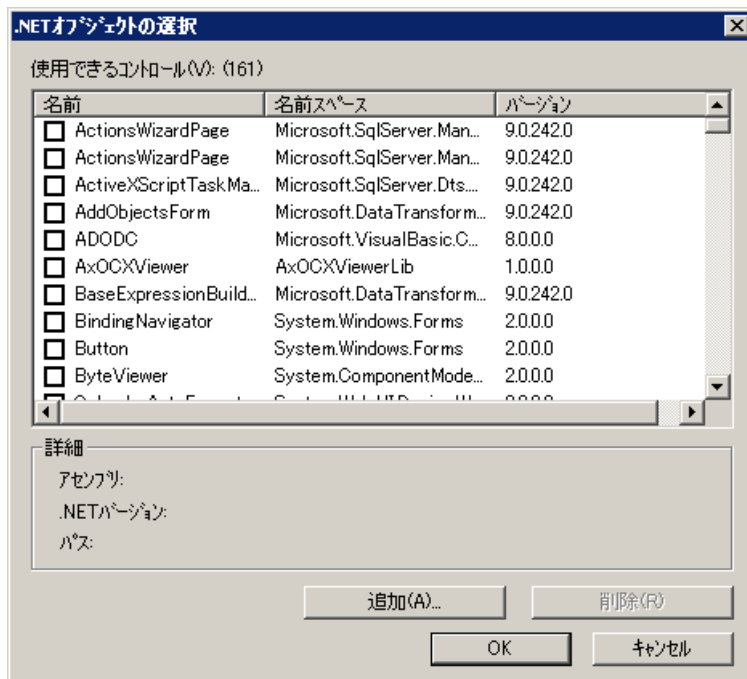 .NETｵﾌﾞｼﾞｪｸﾄの選択
使用できるｺﾝﾄﾛｰﾙ(V): (161)
名前 名前ｽﾍﾟｰｽ ﾊﾞｰｼﾞｮﾝ
ActionsWizardPage Microsoft.SqlServer.Man... 9.0.242.0
ActionsWizardPage Microsoft.SqlServer.Man... 9.0.242.0
ActiveXScriptTaskMa... Microsoft.SqlServer.Dts.... 9.0.242.0
AddObjectsForm Microsoft.DataTransform... 9.0.242.0
ADODC Microsoft.VisualBasic.C... 8.0.0.0
AxOCXViewer AxOCXViewerLib 1.0.0.0
BaseExpressionBuild... Microsoft.DataTransform... 9.0.242.0
BindingNavigator System.Windows.Forms 2.0.0.0
Button System.Windows.Forms 2.0.0.0
ByteViewer System.ComponentMode... 2.0.0.0
詳細
ｱｾﾝﾌﾞﾘ:
.NETﾊﾞｰｼﾞｮﾝ:
ﾊﾟｽ:
追加(A)... 削除(R)
OK ｷｬﾝｾﾙ